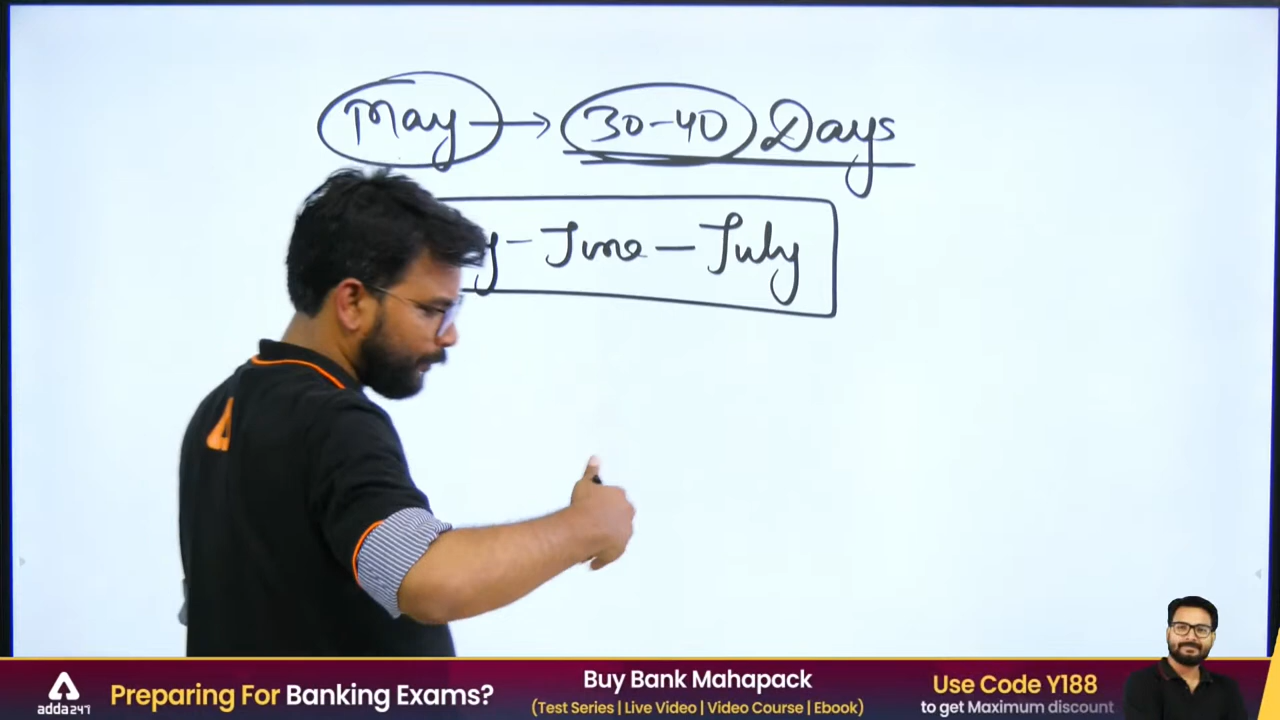 May → 30-40 Days
y - June - July
adda247
Preparing For Banking Exams?
Buy Bank Mahapack
(Test Series | Live Video | Video Course | Ebook)
Use Code Y188
to get Maximum discount